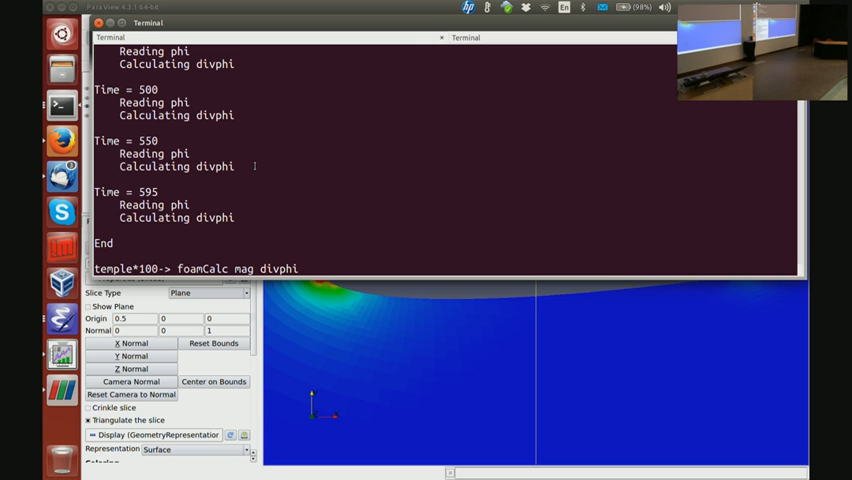 ParaView 4.3.1 64-bit
En
(98%)
Terminal
Terminal
Terminal
Reading phi
Calculating divphi
Time = 500
Reading phi
Calculating divphi
Time = 550
Reading phi
Calculating divphi
Time = 595
Reading phi
Calculating divphi
End
temple*100-> foamCalc mag divphi
Slice Type
Plane
Show Plane
Origin
0.5
0
0
Normal
0
0
1
X Normal
Reset Bounds
Y Normal
Z Normal
Camera Normal
Center on Bounds
Reset Camera to Normal
Crinkle slice
Triangulate the slice
Display (GeometryRepresentation
Representation
Surface